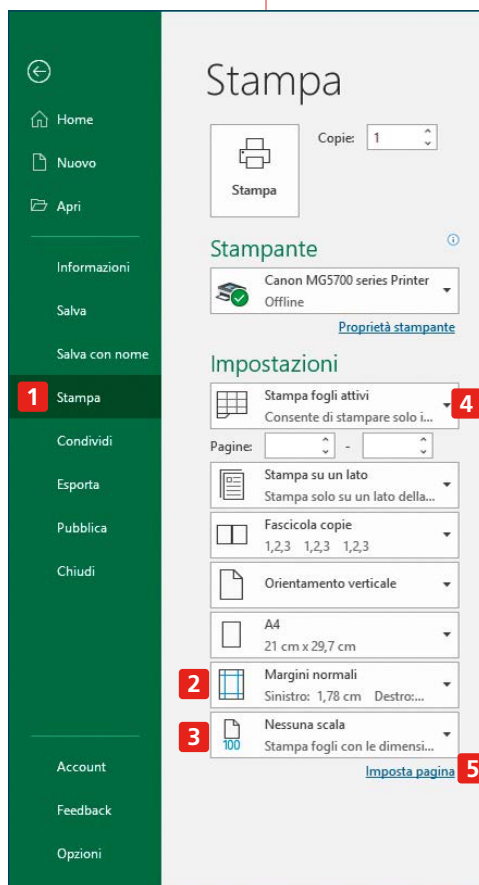 Stampa
Home
Nuovo
Apri
Informazioni
Salva
Salva con nome
1
Stampa
Condividi
Esporta
Pubblica
Chiudi
Account
Feedback
Opzioni
Copie: 1
Stampa
Stampante
Canon MG5700 series Printer
Offline
Proprietà stampante
Impostazioni
Stampa fogli attivi
Consente di stampare solo i...
4
Pagine: -
Stampa su un lato
Stampa solo su un lato della...
Fascicola copie
1,2,3 1,2,3 1,2,3
Orientamento verticale
A4
21 cm x 29,7 cm
2
Margini normali
Sinistro: 1,78 cm Destro:...
3
100
Nessuna scala
Stampa fogli con le dimensi...
Imposta pagina
5